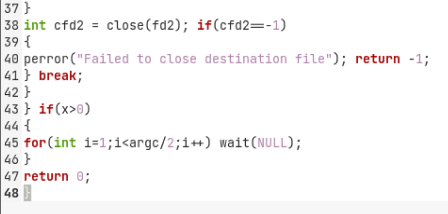 37 }
38 int cfd2 = close(fd2); if(cfd2==-1)
39 {
40 perror("Failed to close destination file"); return -1;
41 } break;
42 }
43 } if(x>0)
44 {
45 for(int i=1;i<argc/2;i++) wait(NULL);
46 }
47 return 0;
48 }